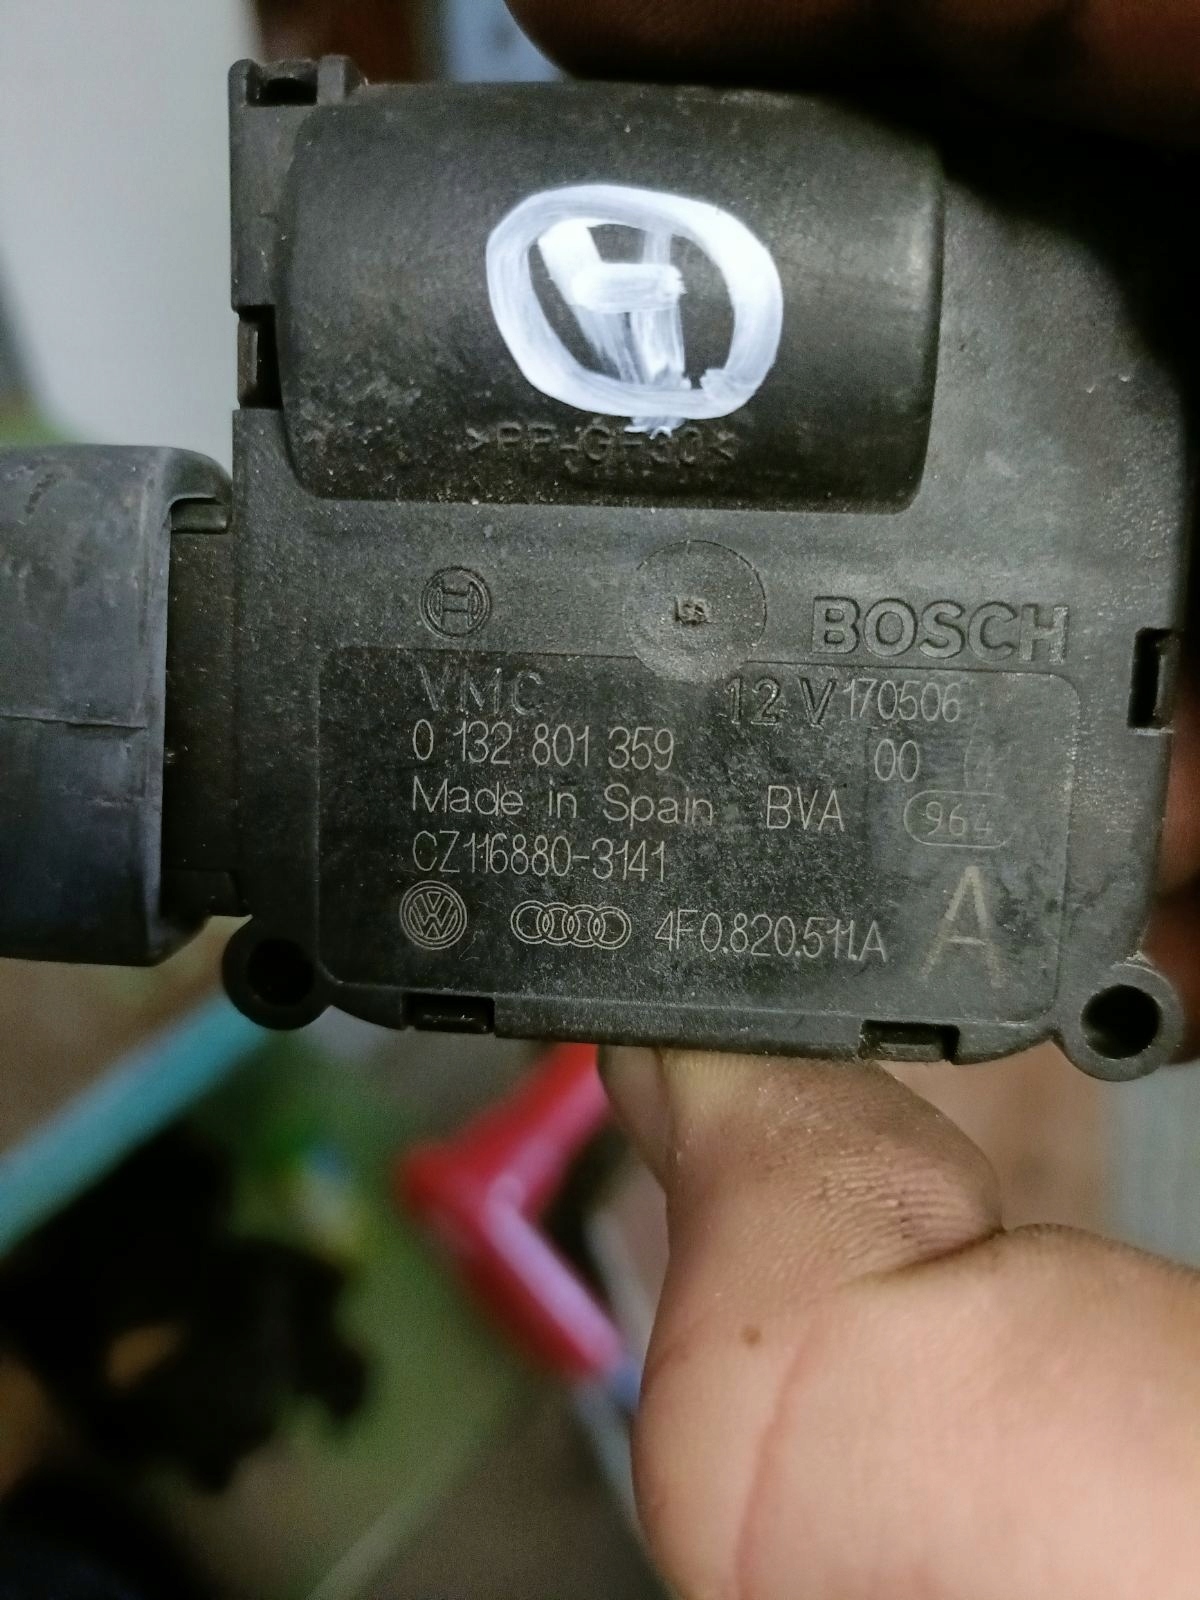 >PP-GF30<
BOSCH
VMC 12 V 170506
0 132 801 359 00
Made in Spain BVA 964
CZ116880-3141
4F0.820.511.A A